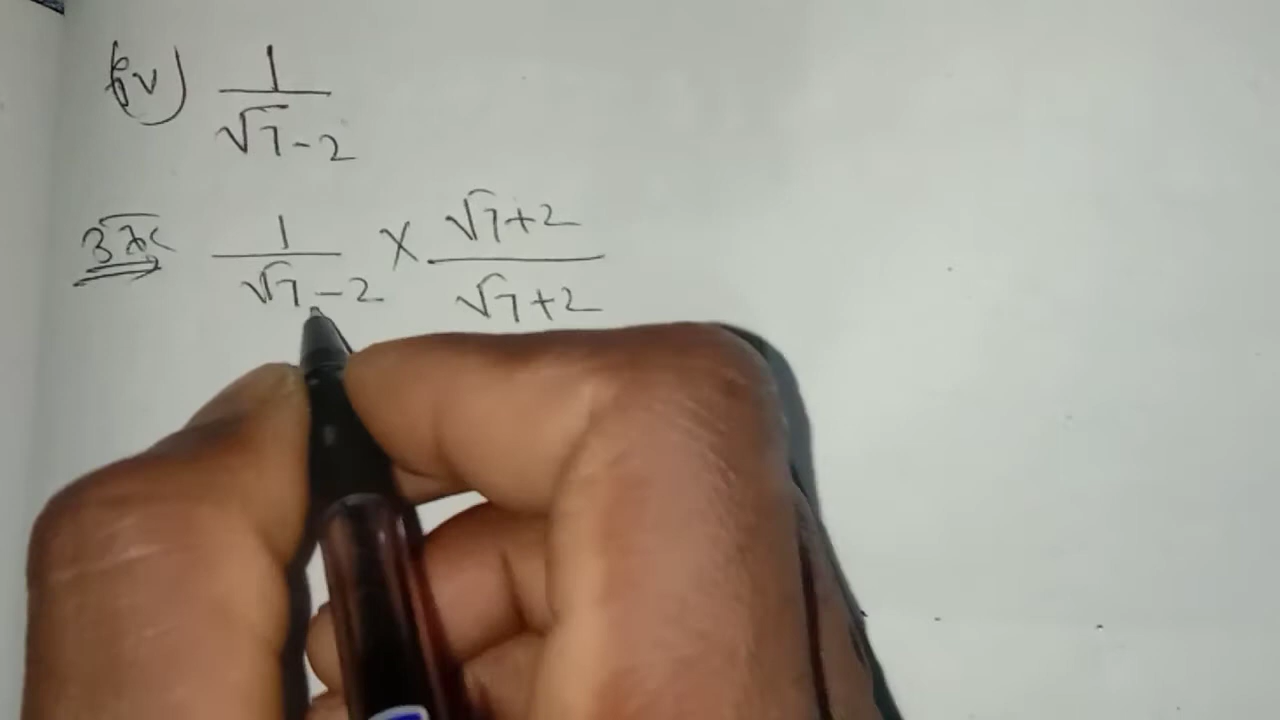 iv) 1/(√7-2)
उत्तर 1/(√7-2) × (√7+2)/(√7+2)